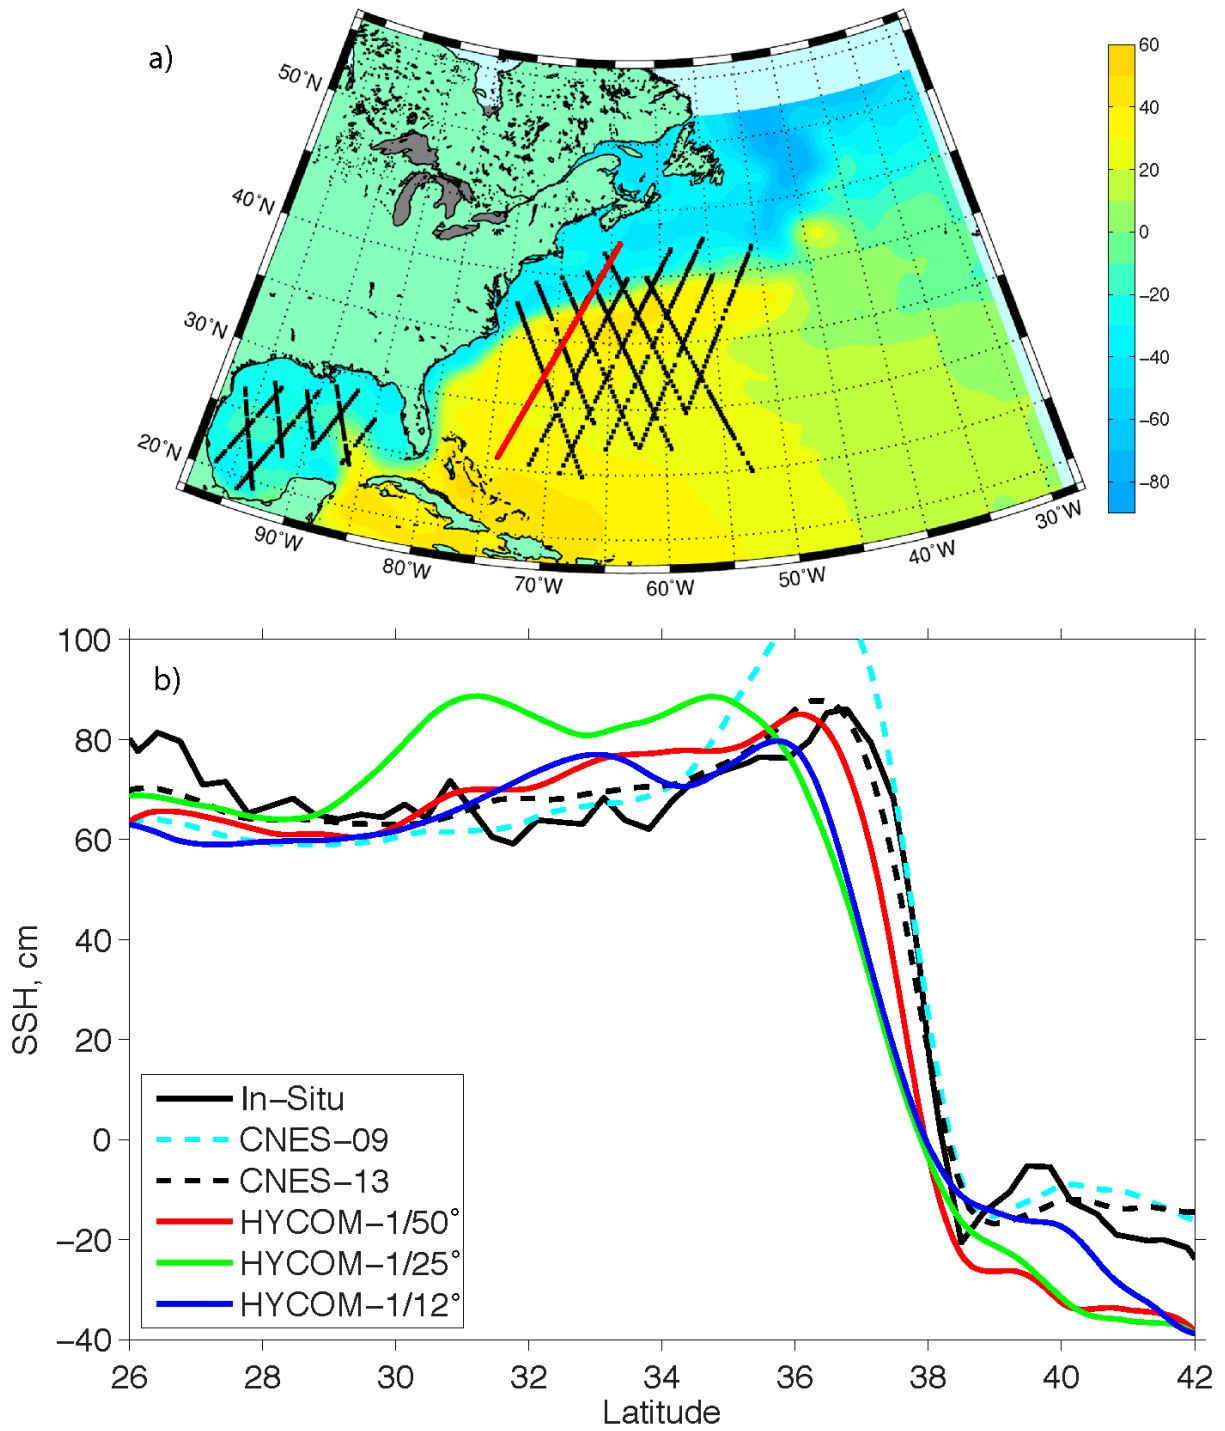 a)
50°N
40°N
30°N
20°N
90°W
80°W
70°W
60°W
50°W
40°W
30°W
60
40
20
0
−20
−40
−60
−80
b)
100
80
60
40
20
0
−20
−40
SSH, cm
In−Situ
CNES−09
CNES−13
HYCOM−1/50°
HYCOM−1/25°
HYCOM−1/12°
26 28 30 32 34 36 38 40 42
Latitude